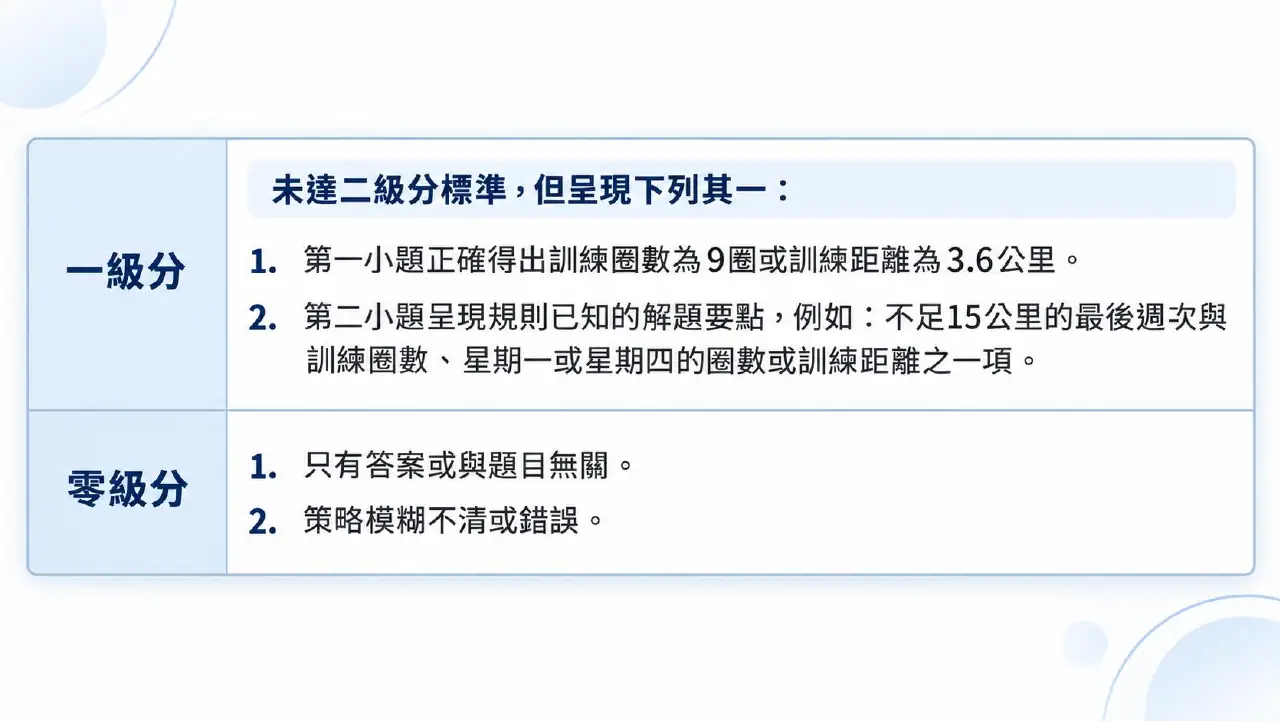 一級分
未達二級分標準，但呈現下列其一：
1. 第一小題正確得出訓練圈數為9圈或訓練距離為3.6公里。
2. 第二小題呈現規則已知的解題要點，例如：不足15公里的最後週次與
訓練圈數、星期一或星期四的圈數或訓練距離之一項。
零級分
1. 只有答案或與題目無關。
2. 策略模糊不清或錯誤。